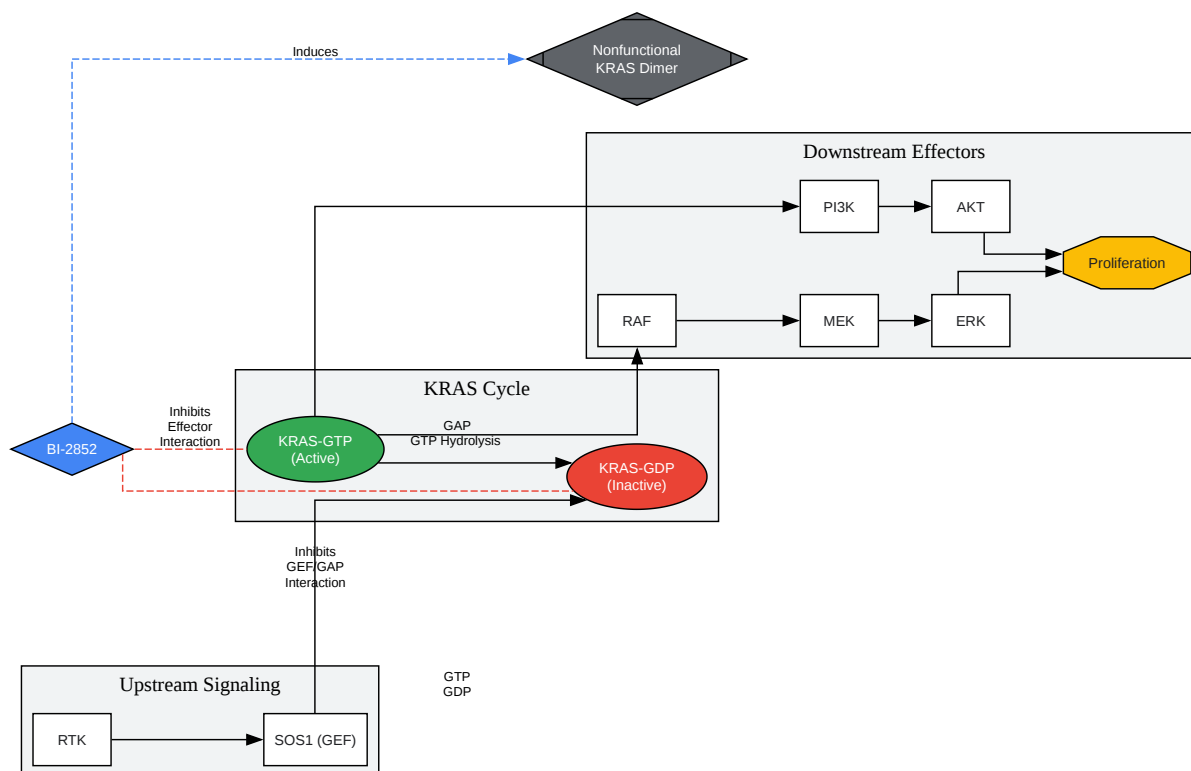 Induces
Nonfunctional
KRAS Dimer
Downstream Effectors
PI3K
AKT
Proliferation
RAF
MEK
ERK
KRAS Cycle
Inhibits
Effector
Interaction
BI-2852
KRAS-GTP
(Active)
GAP
GTP Hydrolysis
KRAS-GDP
(Inactive)
Inhibits
GEF/GAP
Interaction
Upstream Signaling
GTP
GDP
RTK
SOS1 (GEF)